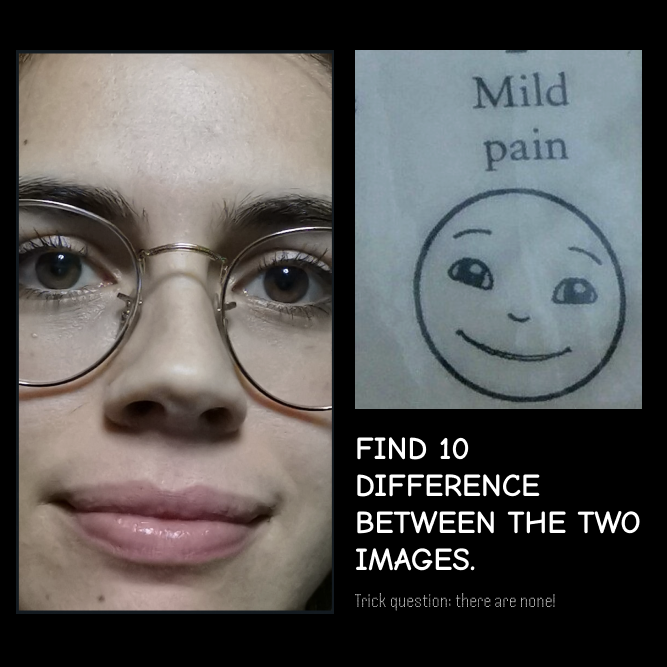 Mild
pain
FIND 10
DIFFERENCE
BETWEEN THE TWO
IMAGES.
Trick question: there are none!